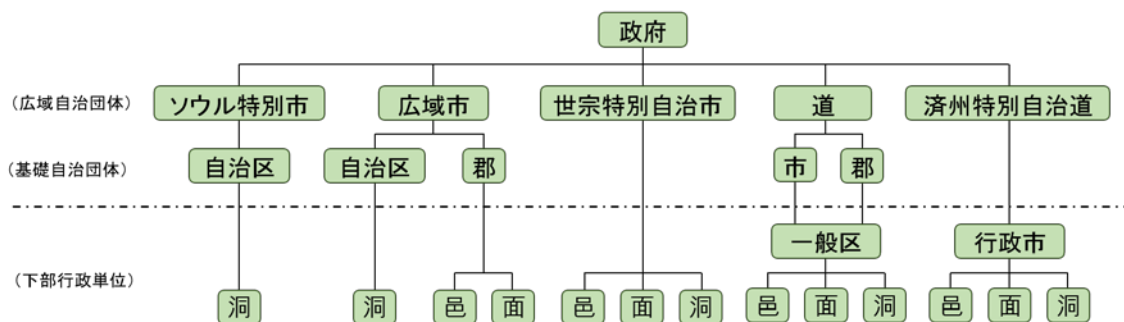 政府
(広域自治団体) ソウル特別市 広域市 世宗特別自治市 道 済州特別自治道
(基礎自治団体) 自治区 自治区 郡 市 郡
一般区 行政市
(下部行政単位)
洞 洞 邑 面 邑 面 洞 邑 面 洞 邑 面 洞